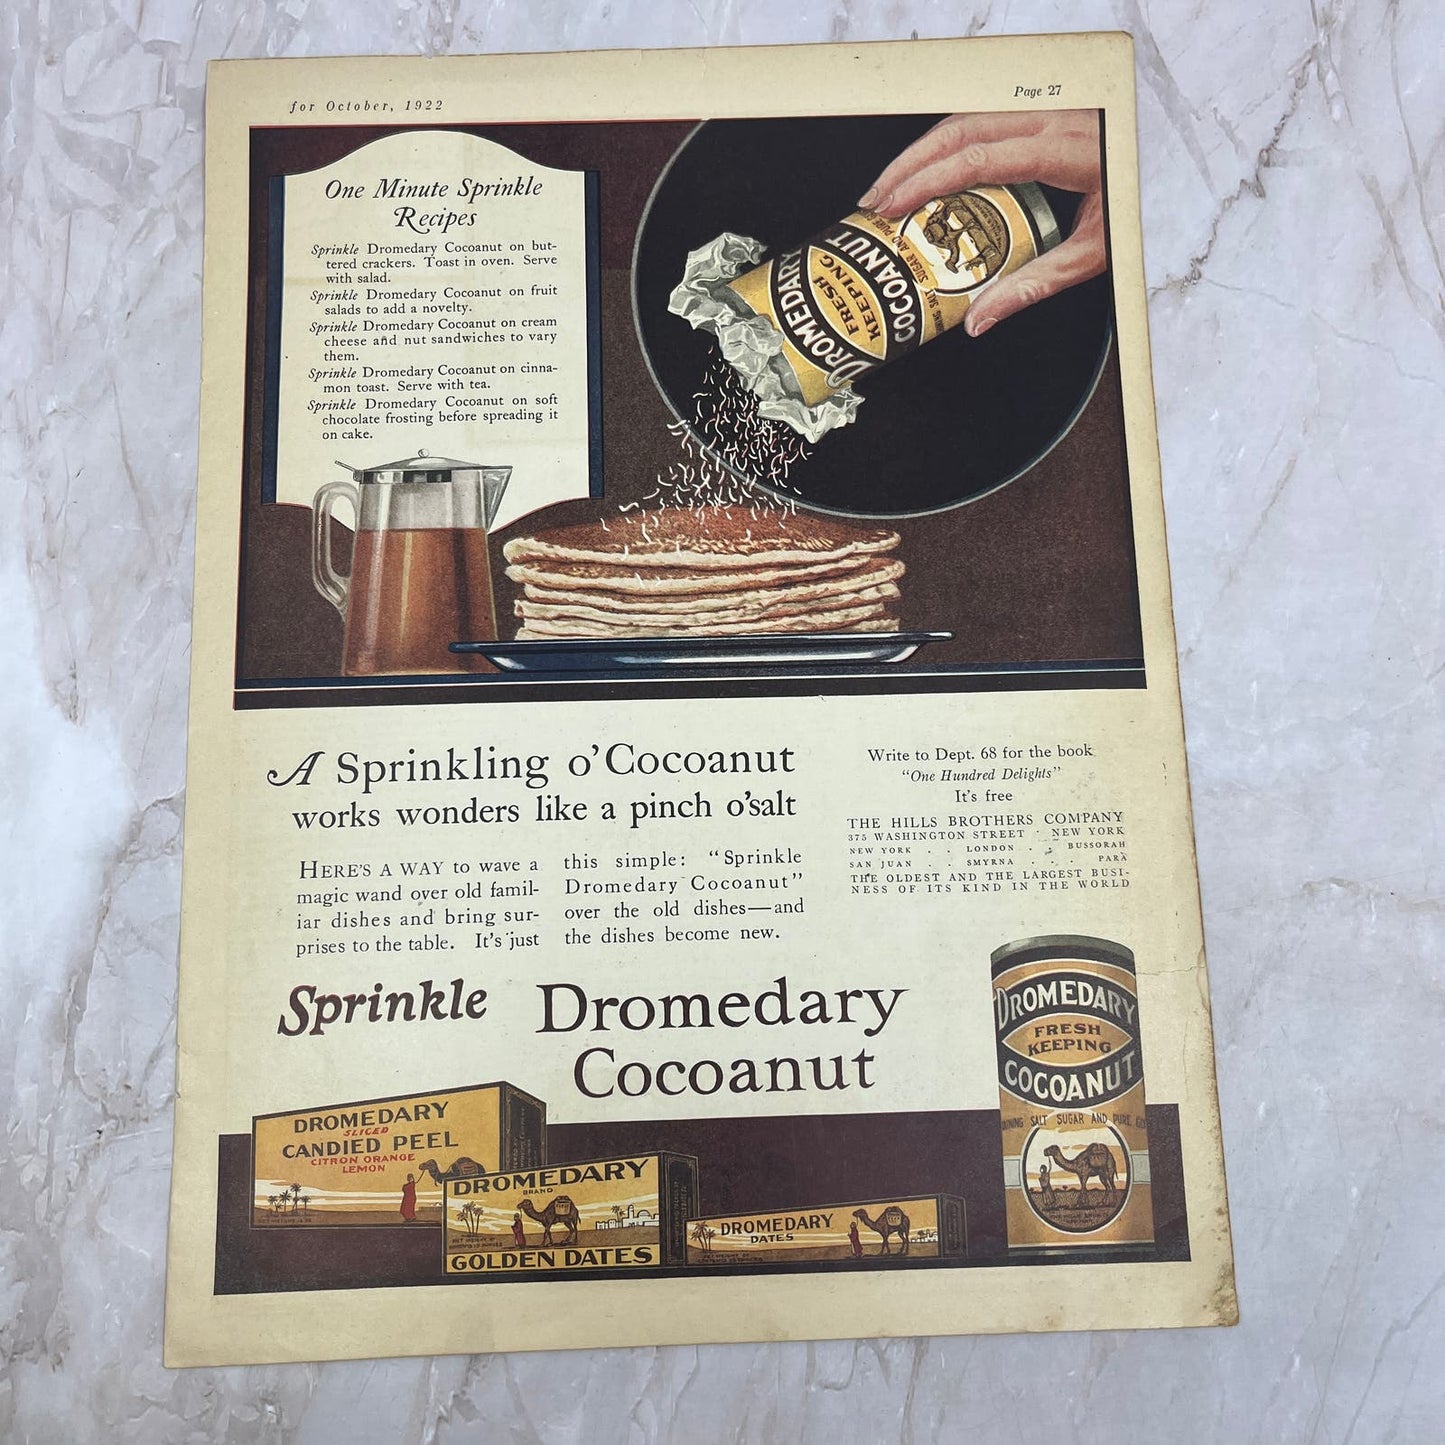 for October, 1922
Page 27
One Minute Sprinkle
Recipes
Sprinkle Dromedary Cocoanut on but-
tered crackers. Toast in oven. Serve
with salad.
Sprinkle Dromedary Cocoanut on fruit
salads to add a novelty.
Sprinkle Dromedary Cocoanut on cream
cheese and nut sandwiches to vary
them.
Sprinkle Dromedary Cocoanut on cinna-
mon toast. Serve with tea.
Sprinkle Dromedary Cocoanut on soft
chocolate frosting before spreading it
on cake.
DROMEDARY
FRESH
KEEPING
COCOANUT
SALT SUGAR AND PURE
A Sprinkling o' Cocoanut
works wonders like a pinch o'salt
HERE'S A WAY to wave a
magic wand over old famil-
iar dishes and bring sur-
prises to the table. It's just
this simple: "Sprinkle
Dromedary Cocoanut"
over the old dishes—and
the dishes become new.
Write to Dept. 68 for the book
"One Hundred Delights"
It's free
THE HILLS BROTHERS COMPANY
375 WASHINGTON STREET · NEW YORK
NEW YORK . . LONDON . . BUSSORAH
SAN JUAN . . SMYRNA . . . PARA
THE OLDEST AND THE LARGEST BUSI-
NESS OF ITS KIND IN THE WORLD
Sprinkle Dromedary
Cocoanut
DROMEDARY
SLICED
CANDIED PEEL
CITRON ORANGE
LEMON
DROMEDARY
BRAND
GOLDEN DATES
DROMEDARY
DATES
DROMEDARY
FRESH
KEEPING
COCOANUT
SALT SUGAR AND PURE